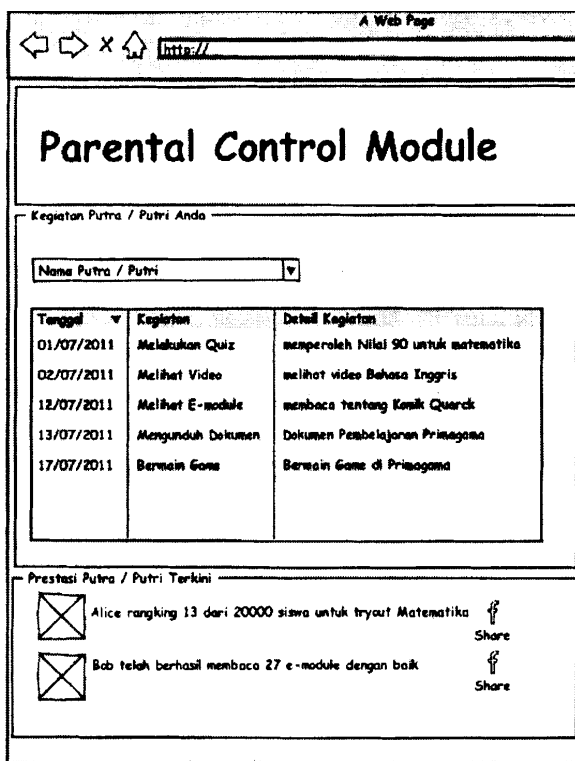 A Web Page
http://
Parental Control Module
Kegiatan Putra / Putri Anda
Nama Putra / Putri
Tanggal Kegiatan Detail Kegiatan
01/07/2011 Melakukan Quiz memperoleh Nilai 90 untuk matematika
02/07/2011 Melihat Video melihat video Bahasa Inggris
12/07/2011 Melihat E-module membaca tentang Komik Quarck
13/07/2011 Mengunduh Dokumen Dokumen Pembelajaran Primagama
17/07/2011 Bermain Game Bermain Game di Primagama
Prestasi Putra / Putri Terkini
Alice rangking 13 dari 20000 siswa untuk tryout Matematika
Share
Bob telah berhasil membaca 27 e-module dengan baik
Share